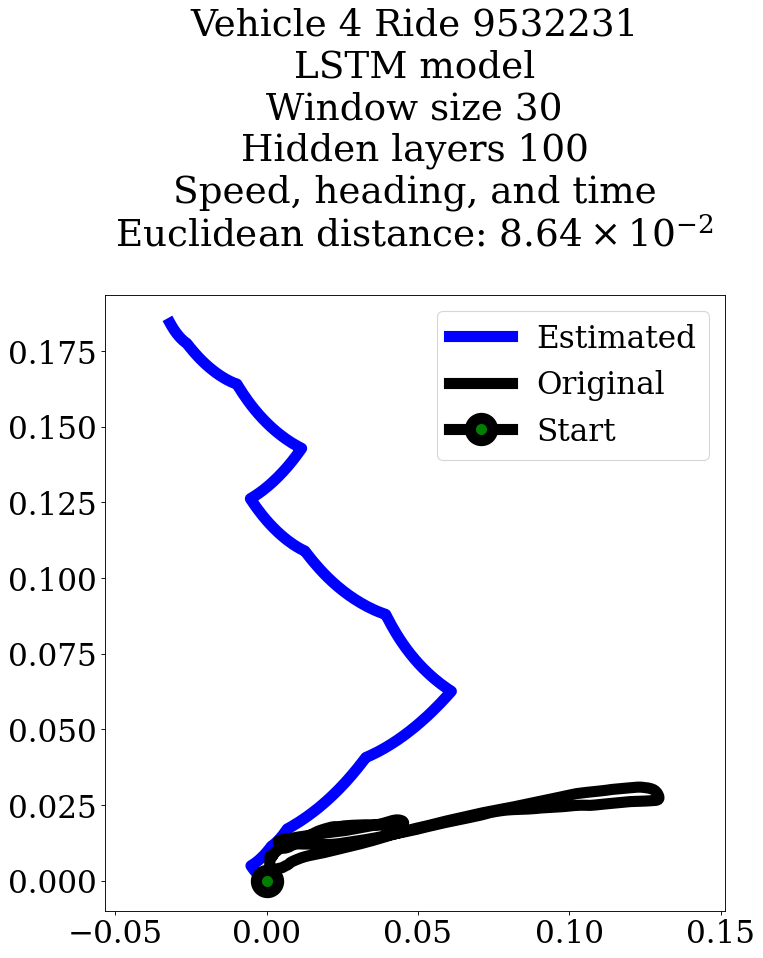 Vehicle 4 Ride 9532231
LSTM model
Window size 30
Hidden layers 100
Speed, heading, and time
Euclidean distance: 8.64 × 10⁻²
Estimated
Original
Start
0.175
0.150
0.125
0.100
0.075
0.050
0.025
0.000
−0.05 0.00 0.05 0.10 0.15